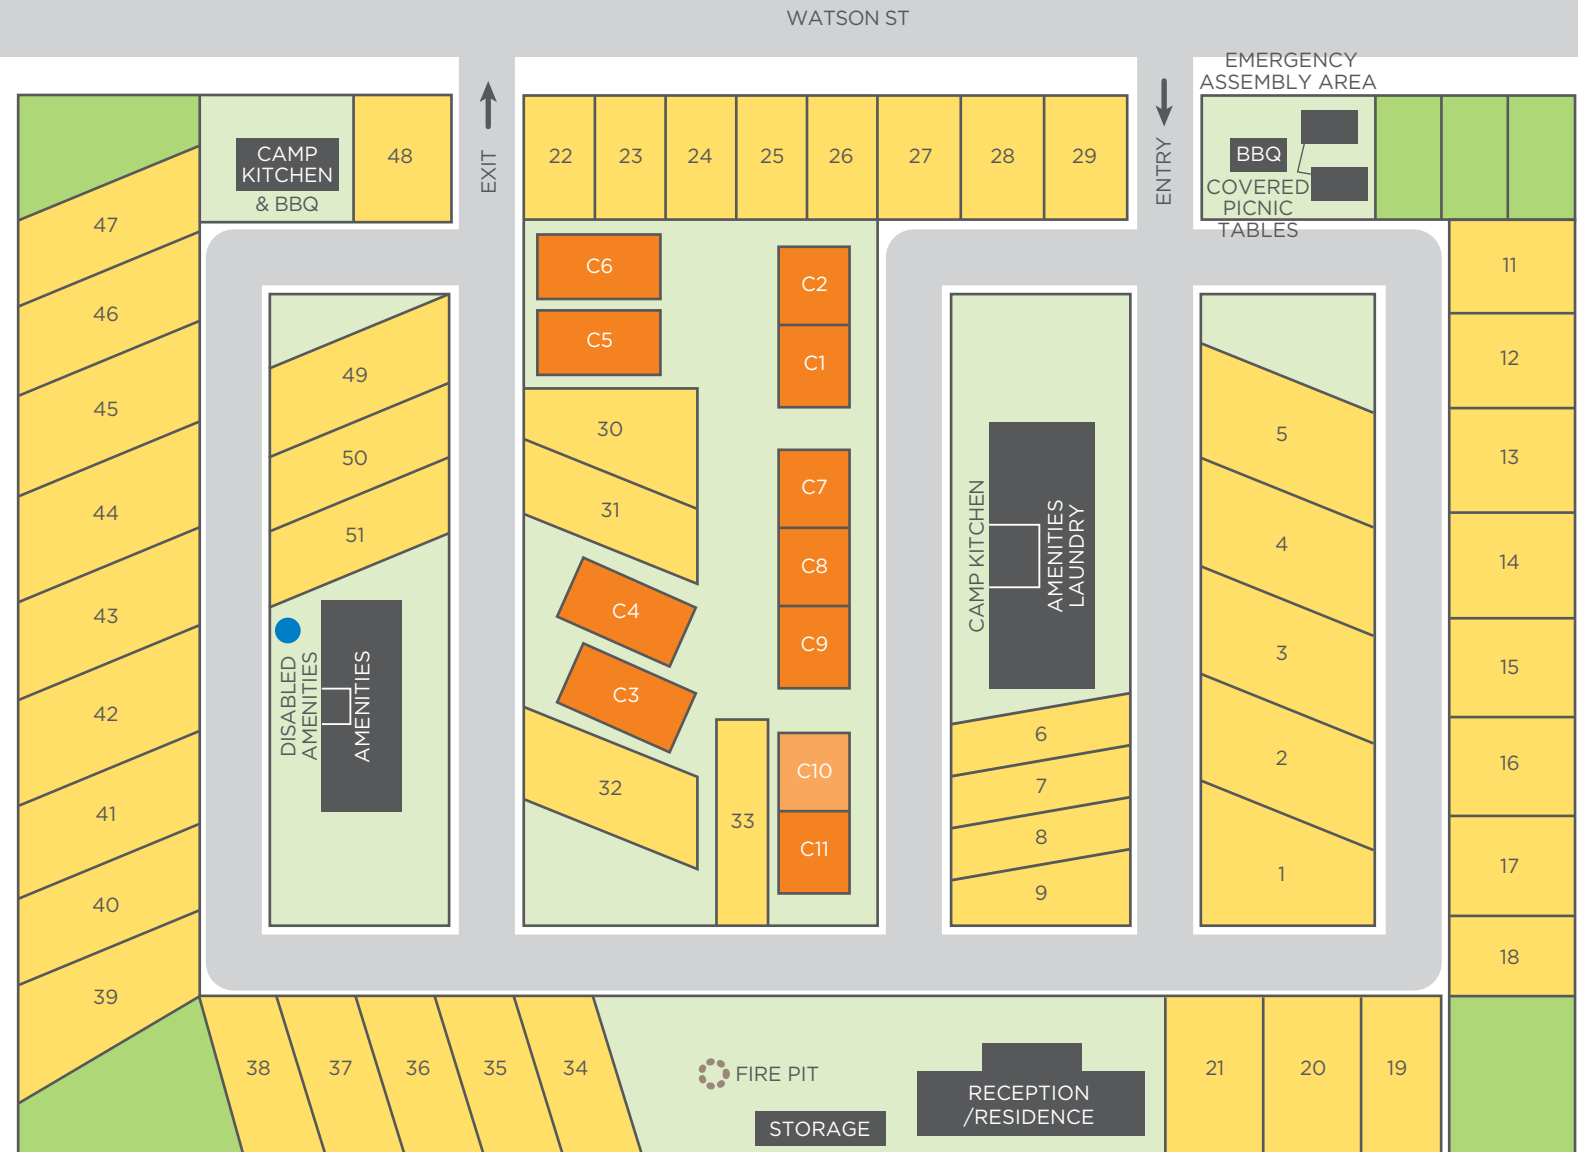 WATSON ST
EMERGENCY
ASSEMBLY AREA
CAMP
KITCHEN
& BBQ
48
EXIT
22
23
24
25
26
27
28
29
ENTRY
BBQ
COVERED
PICNIC
TABLES
47
46
45
44
43
42
41
40
39
49
50
51
DISABLED
AMENITIES
AMENITIES
C6
C5
C2
C1
30
31
C4
C3
C7
C8
C9
32
33
C10
C11
CAMP KITCHEN
AMENITIES
LAUNDRY
6
7
8
9
5
4
3
2
1
11
12
13
14
15
16
17
18
38
37
36
35
34
FIRE PIT
STORAGE
RECEPTION
/RESIDENCE
21
20
19